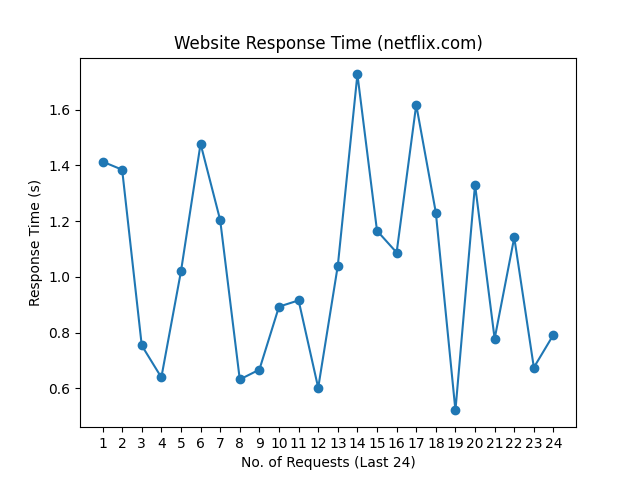 Website Response Time (netflix.com)
Response Time (s)
1.6
1.4
1.2
1.0
0.8
0.6
1 2 3 4 5 6 7 8 9 10 11 12 13 14 15 16 17 18 19 20 21 22 23 24
No. of Requests (Last 24)